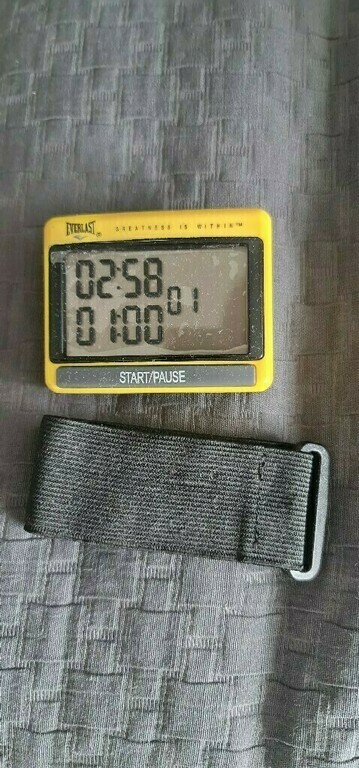 EVERLAST® GREATNESS IS WITHIN™
02:58
01
01:00
START/PAUSE